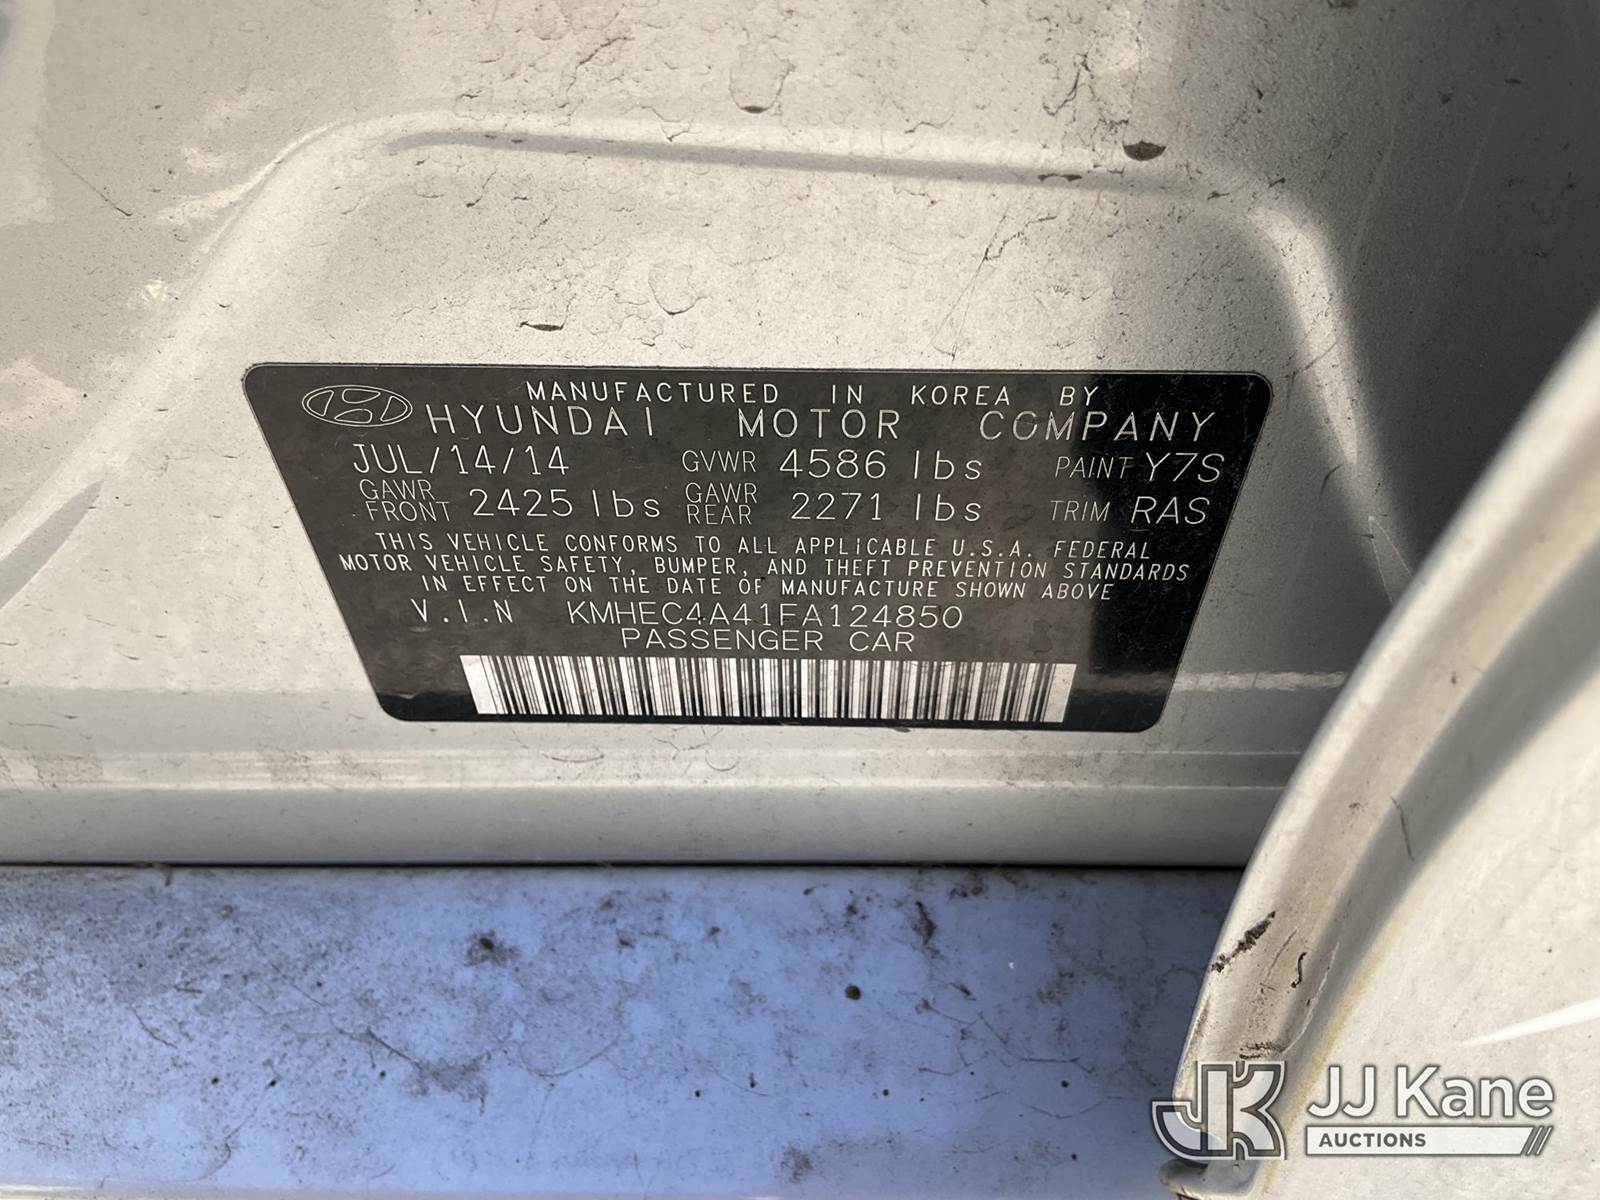 MANUFACTURED IN KOREA BY
HYUNDAI MOTOR COMPANY
JUL/14/14 GVWR 4586 lbs PAINT Y7S
GAWR FRONT 2425 lbs GAWR REAR 2271 lbs TRIM RAS
THIS VEHICLE CONFORMS TO ALL APPLICABLE U.S.A. FEDERAL
MOTOR VEHICLE SAFETY, BUMPER, AND THEFT PREVENTION STANDARDS
IN EFFECT ON THE DATE OF MANUFACTURE SHOWN ABOVE
V.I.N KMHEC4A41FA124850
PASSENGER CAR
JK JJ Kane
AUCTIONS